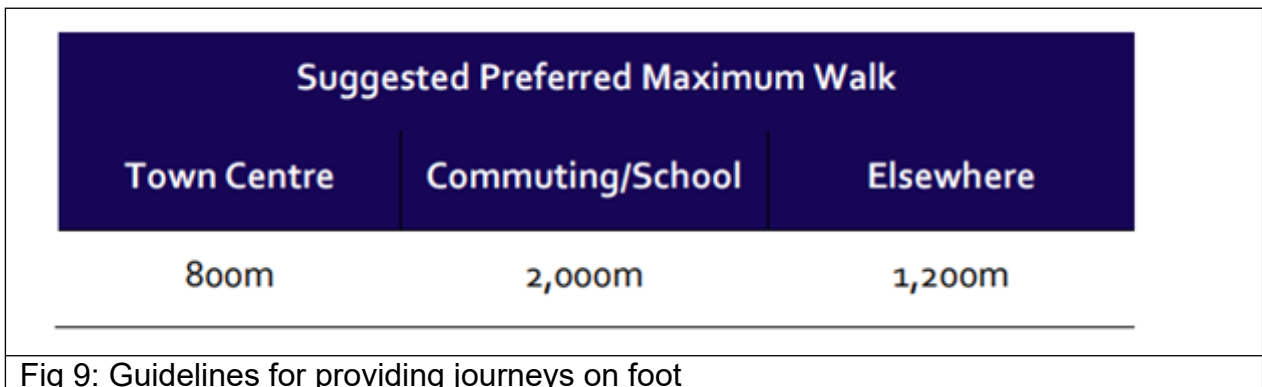 Suggested Preferred Maximum Walk
Town Centre Commuting/School Elsewhere
800m 2,000m 1,200m
Fig 9: Guidelines for providing journeys on foot